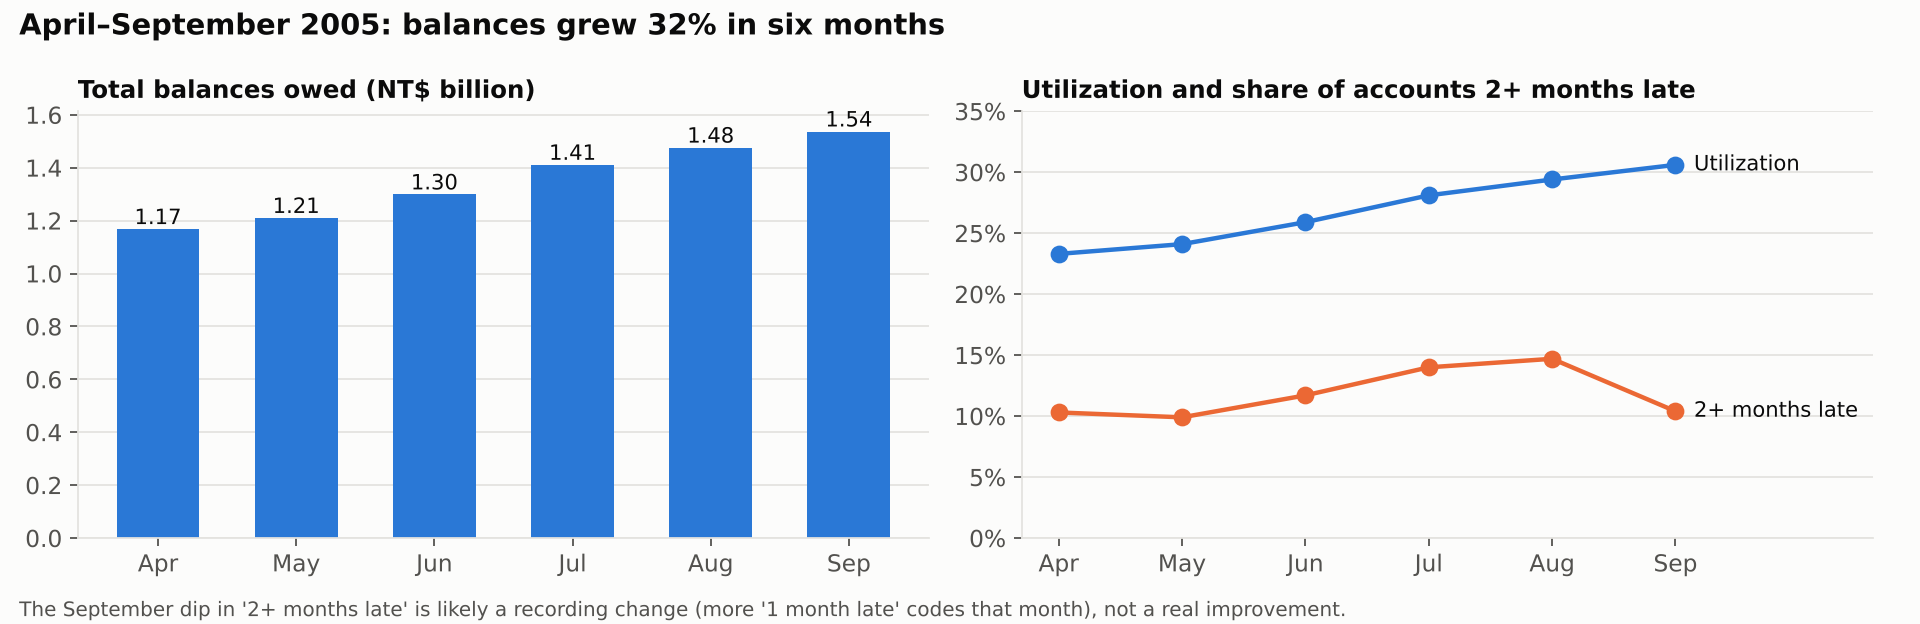 April–September 2005: balances grew 32% in six months
Total balances owed (NT$ billion)
1.6
1.4
1.2
1.0
0.8
0.6
0.4
0.2
0.0
1.17
1.21
1.30
1.41
1.48
1.54
Apr
May
Jun
Jul
Aug
Sep
Utilization and share of accounts 2+ months late
35%
30%
25%
20%
15%
10%
5%
0%
Utilization
2+ months late
Apr
May
Jun
Jul
Aug
Sep
The September dip in '2+ months late' is likely a recording change (more '1 month late' codes that month), not a real improvement.